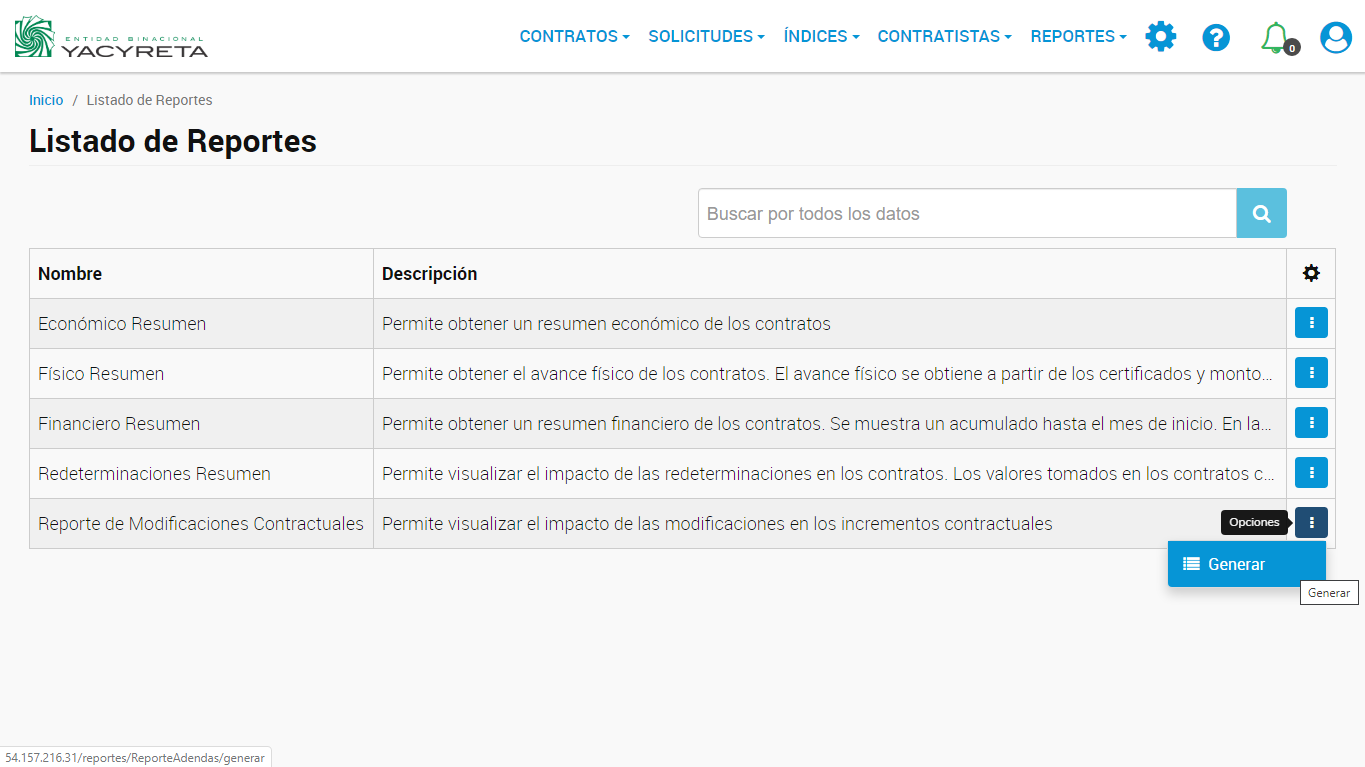 ENTIDAD BINACIONAL
YACYRETA
CONTRATOS SOLICITUDES ÍNDICES CONTRATISTAS REPORTES
0
Inicio / Listado de Reportes
Listado de Reportes
Buscar por todos los datos
Nombre Descripción
Económico Resumen Permite obtener un resumen económico de los contratos
Físico Resumen Permite obtener el avance físico de los contratos. El avance físico se obtiene a partir de los certificados y monto...
Financiero Resumen Permite obtener un resumen financiero de los contratos. Se muestra un acumulado hasta el mes de inicio. En la...
Redeterminaciones Resumen Permite visualizar el impacto de las redeterminaciones en los contratos. Los valores tomados en los contratos c...
Reporte de Modificaciones Contractuales Permite visualizar el impacto de las modificaciones en los incrementos contractuales Opciones
Generar
Generar
54.157.216.31/reportes/ReporteAdendas/generar